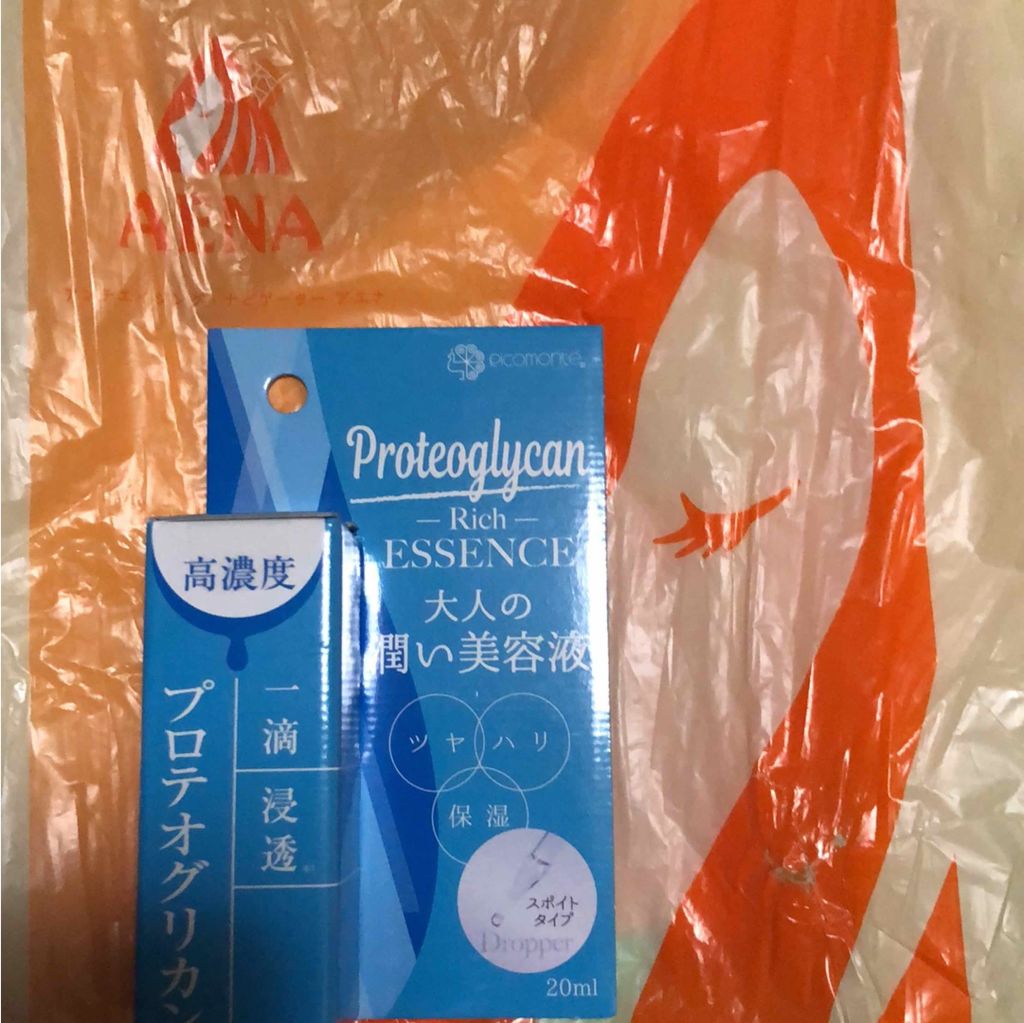 AENA
picomonte
Proteoglycan
— Rich —
ESSENCE
大人の
潤い美容液
ツヤ ハリ
保湿
スポイト
タイプ
Dropper
20ml
高濃度
一滴
浸透
プロテオグリカン